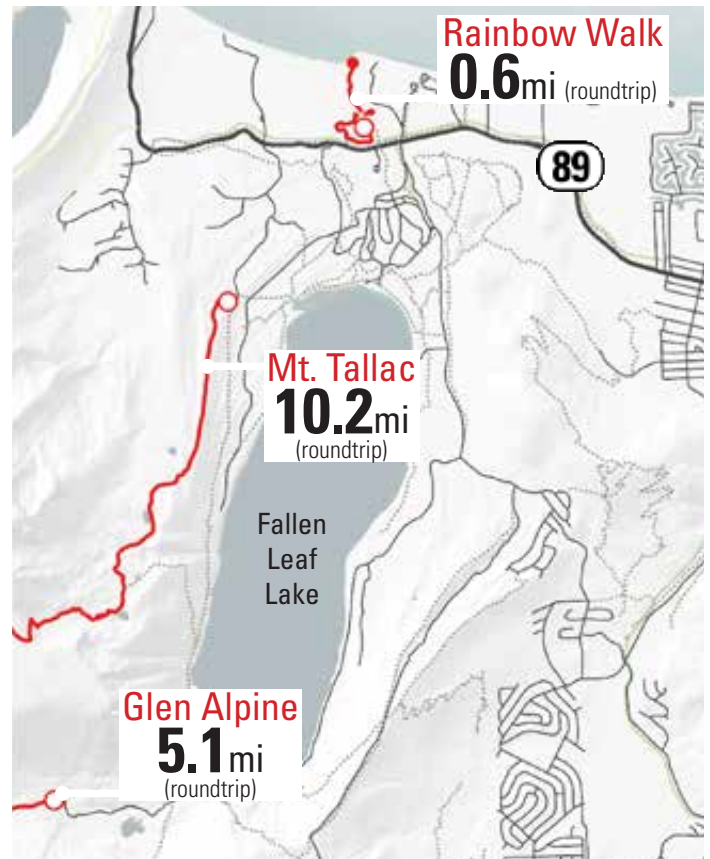 Rainbow Walk
0.6mi (roundtrip)
89
Mt. Tallac
10.2mi
(roundtrip)
Fallen
Leaf
Lake
Glen Alpine
5.1mi
(roundtrip)